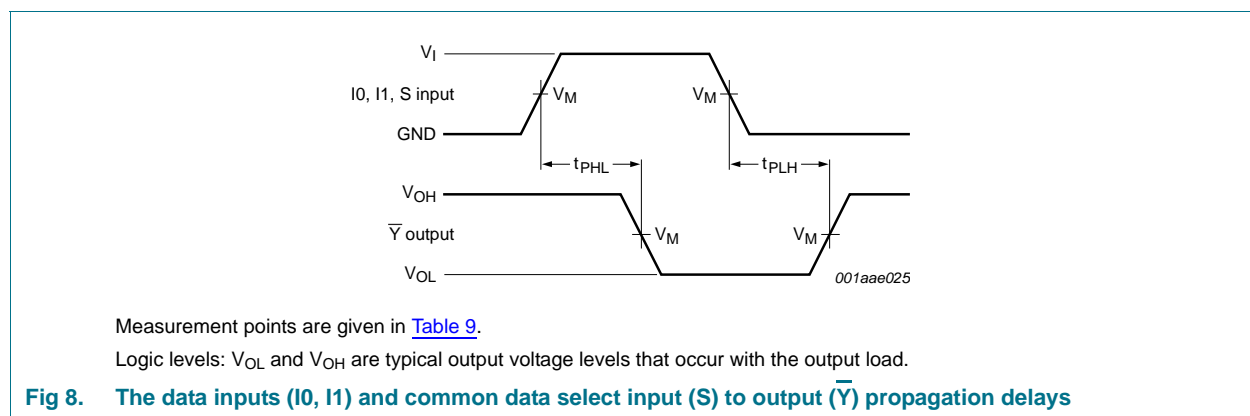 VI
I0, I1, S input
VM
VM
GND
tPHL
tPLH
VOH
Y̅ output
VM
VM
VOL
001aae025
Measurement points are given in Table 9.
Logic levels: VOL and VOH are typical output voltage levels that occur with the output load.
Fig 8. The data inputs (I0, I1) and common data select input (S) to output (Y̅) propagation delays